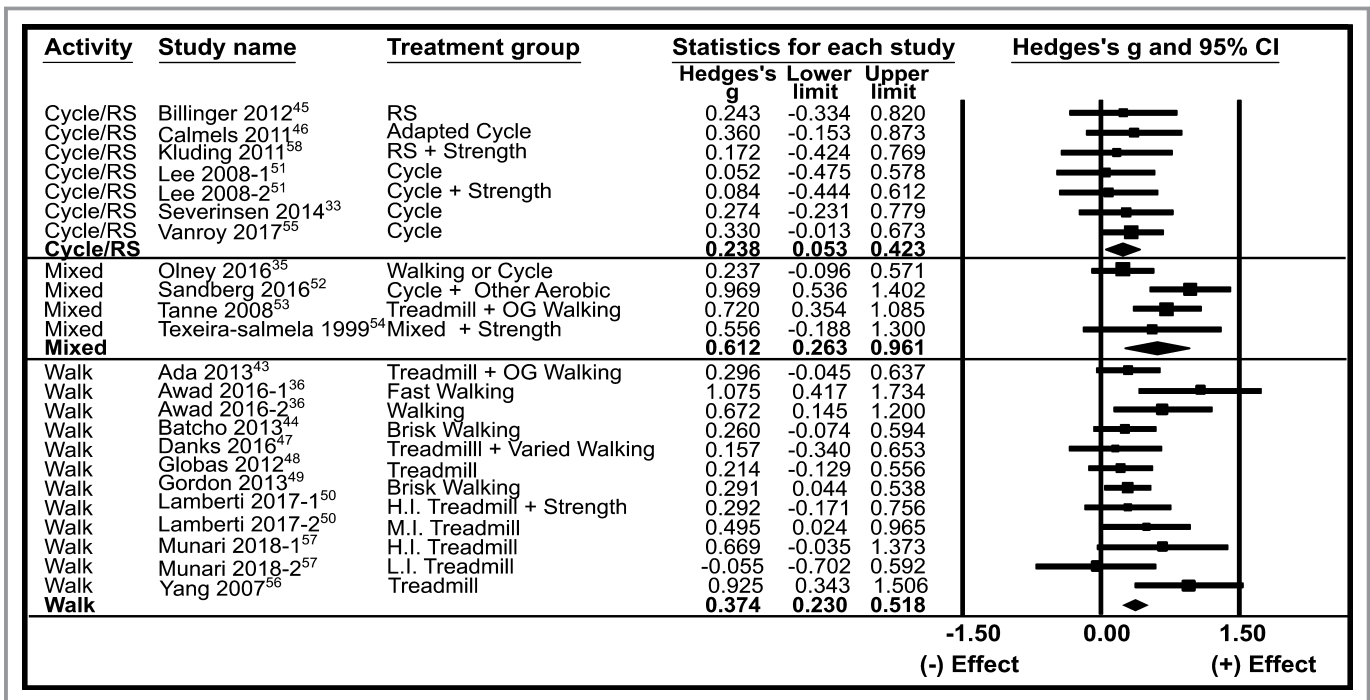 Activity Study name Treatment group Statistics for each study Hedges's g and 95% CI
Hedges's g Lower limit Upper limit
Cycle/RS Billinger 2012⁴⁵ RS 0.243 -0.334 0.820
Cycle/RS Calmels 2011⁴⁶ Adapted Cycle 0.360 -0.153 0.873
Cycle/RS Kluding 2011⁵⁸ RS + Strength 0.172 -0.424 0.769
Cycle/RS Lee 2008-1⁵¹ Cycle 0.052 -0.475 0.578
Cycle/RS Lee 2008-2⁵¹ Cycle + Strength 0.084 -0.444 0.612
Cycle/RS Severinsen 2014³³ Cycle 0.274 -0.231 0.779
Cycle/RS Vanroy 2017⁵⁵ Cycle 0.330 -0.013 0.673
Cycle/RS 0.238 0.053 0.423
Mixed Olney 2016³⁵ Walking or Cycle 0.237 -0.096 0.571
Mixed Sandberg 2016⁵² Cycle + Other Aerobic 0.969 0.536 1.402
Mixed Tanne 2008⁵³ Treadmill + OG Walking 0.720 0.354 1.085
Mixed Texeira-salmela 1999⁵⁴ Mixed + Strength 0.556 -0.188 1.300
Mixed 0.612 0.263 0.961
Walk Ada 2013⁴³ Treadmill + OG Walking 0.296 -0.045 0.637
Walk Awad 2016-1³⁶ Fast Walking 1.075 0.417 1.734
Walk Awad 2016-2³⁶ Walking 0.672 0.145 1.200
Walk Batcho 2013⁴⁴ Brisk Walking 0.260 -0.074 0.594
Walk Danks 2016⁴⁷ Treadmilll + Varied Walking 0.157 -0.340 0.653
Walk Globas 2012⁴⁸ Treadmill 0.214 -0.129 0.556
Walk Gordon 2013⁴⁹ Brisk Walking 0.291 0.044 0.538
Walk Lamberti 2017-1⁵⁰ H.I. Treadmill + Strength 0.292 -0.171 0.756
Walk Lamberti 2017-2⁵⁰ M.I. Treadmill 0.495 0.024 0.965
Walk Munari 2018-1⁵⁷ H.I. Treadmill 0.669 -0.035 1.373
Walk Munari 2018-2⁵⁷ L.I. Treadmill -0.055 -0.702 0.592
Walk Yang 2007⁵⁶ Treadmill 0.925 0.343 1.506
Walk 0.374 0.230 0.518
-1.50 0.00 1.50
(-) Effect (+) Effect